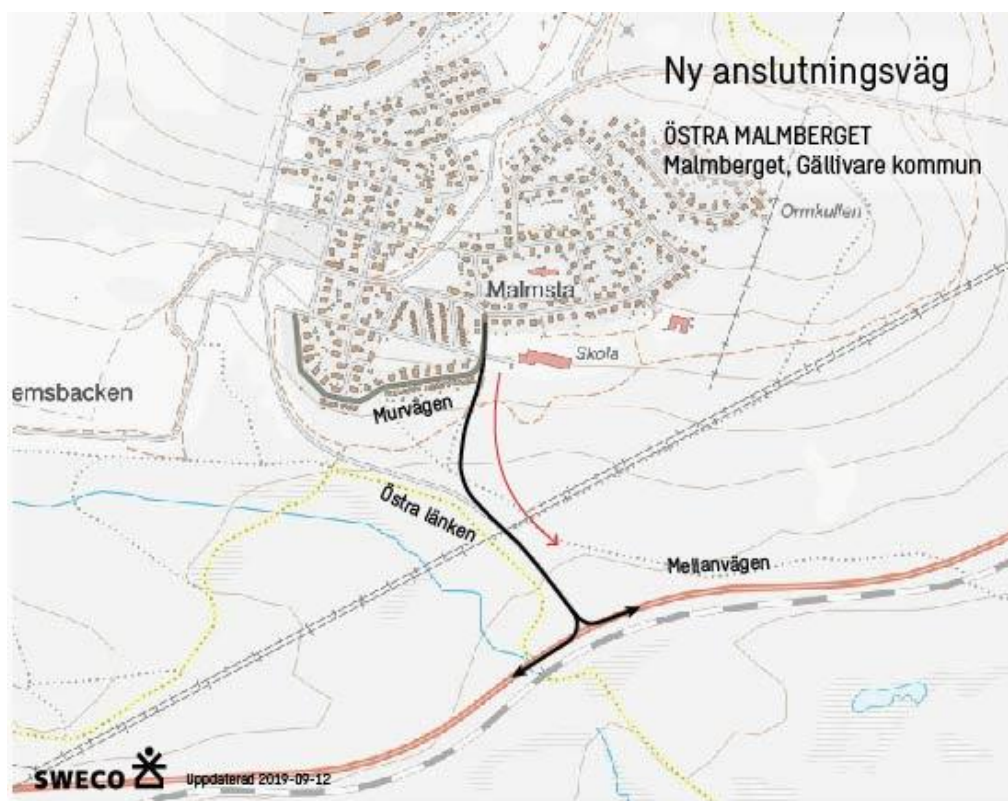 Ny anslutningsväg
ÖSTRA MALMBERGET
Malmberget, Gällivare kommun
Ormkullen
Malmsta
Skola
emsbacken
Murvägen
Östra länken
Mellanvägen
SWECO
Uppdaterad 2019-09-12